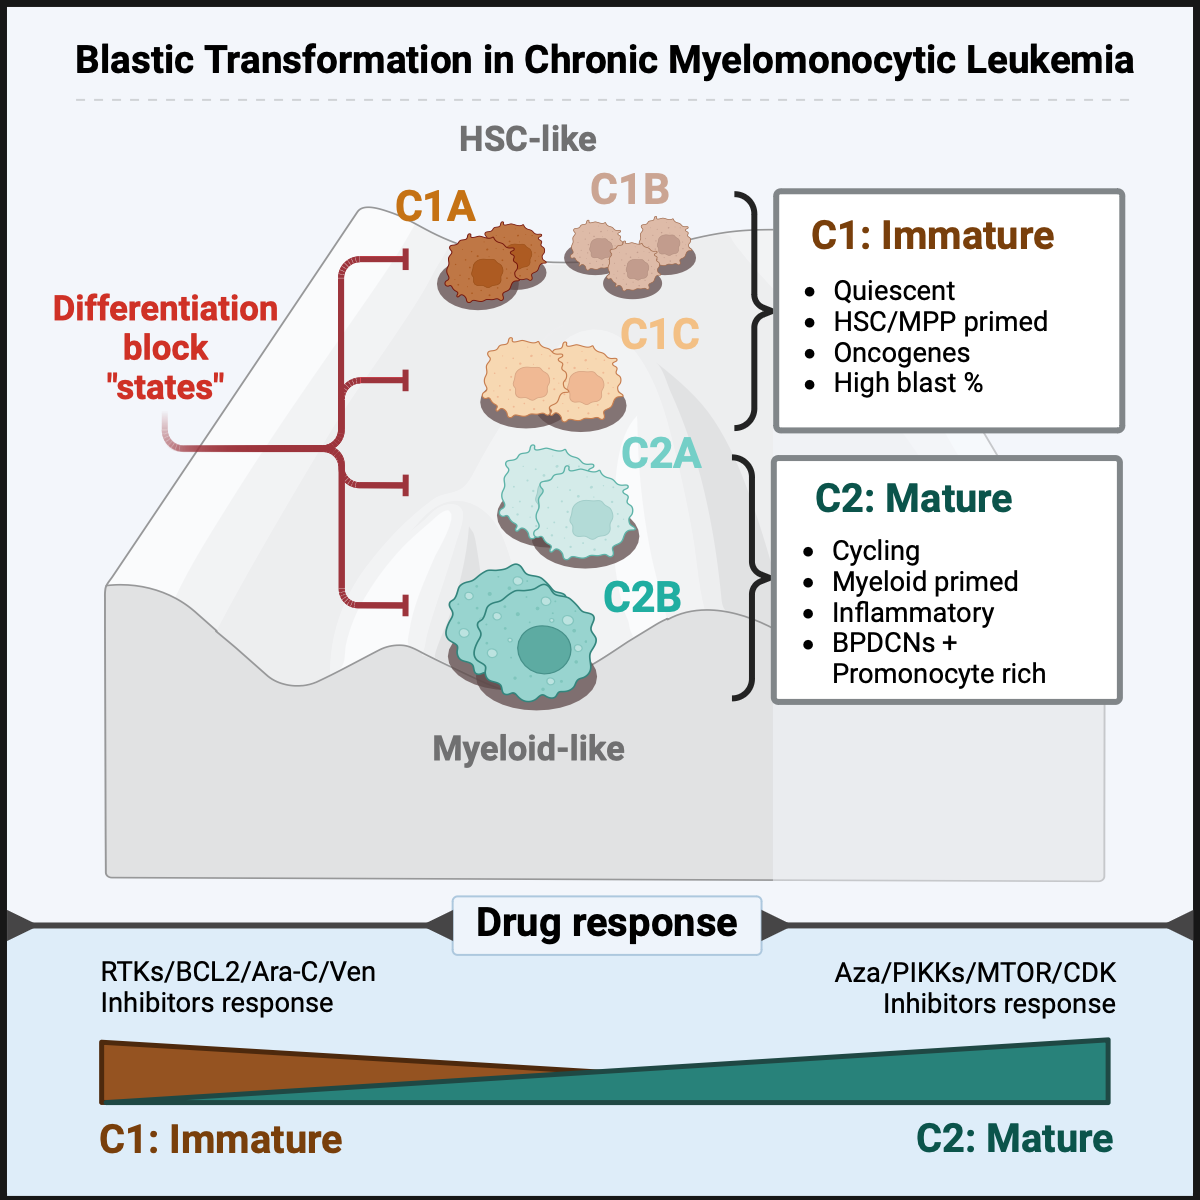 Blastic Transformation in Chronic Myelomonocytic Leukemia
HSC-like
C1A
C1B
C1C
C2A
C2B
Myeloid-like
Differentiation
block
"states"
C1: Immature
• Quiescent
• HSC/MPP primed
• Oncogenes
• High blast %
C2: Mature
• Cycling
• Myeloid primed
• Inflammatory
• BPDCNs +
Promonocyte rich
Drug response
RTKs/BCL2/Ara-C/Ven
Inhibitors response
Aza/PIKKs/MTOR/CDK
Inhibitors response
C1: Immature
C2: Mature